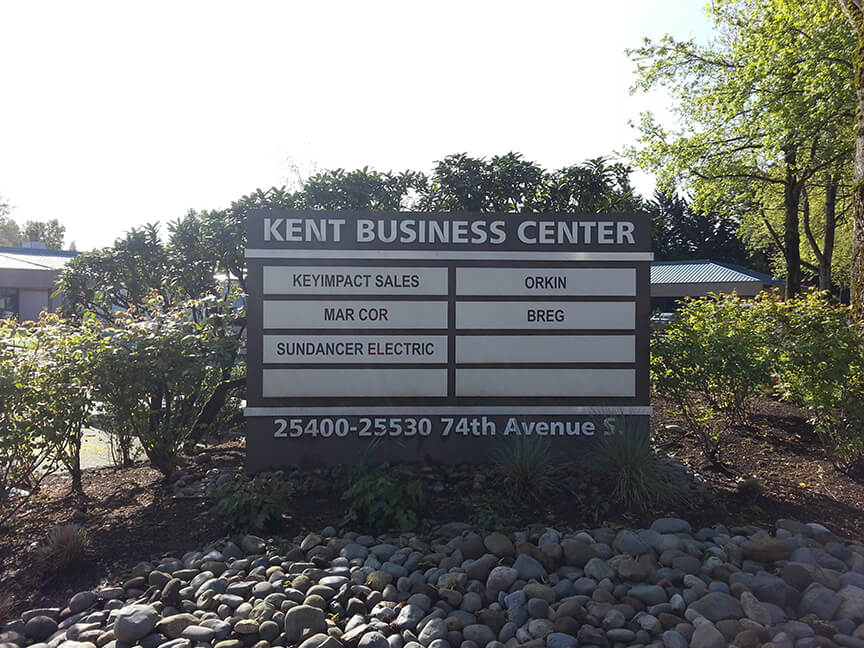 KENT BUSINESS CENTER
KEYIMPACT SALES
ORKIN
MAR COR
BREG
SUNDANCER ELECTRIC
25400-25530 74th Avenue S